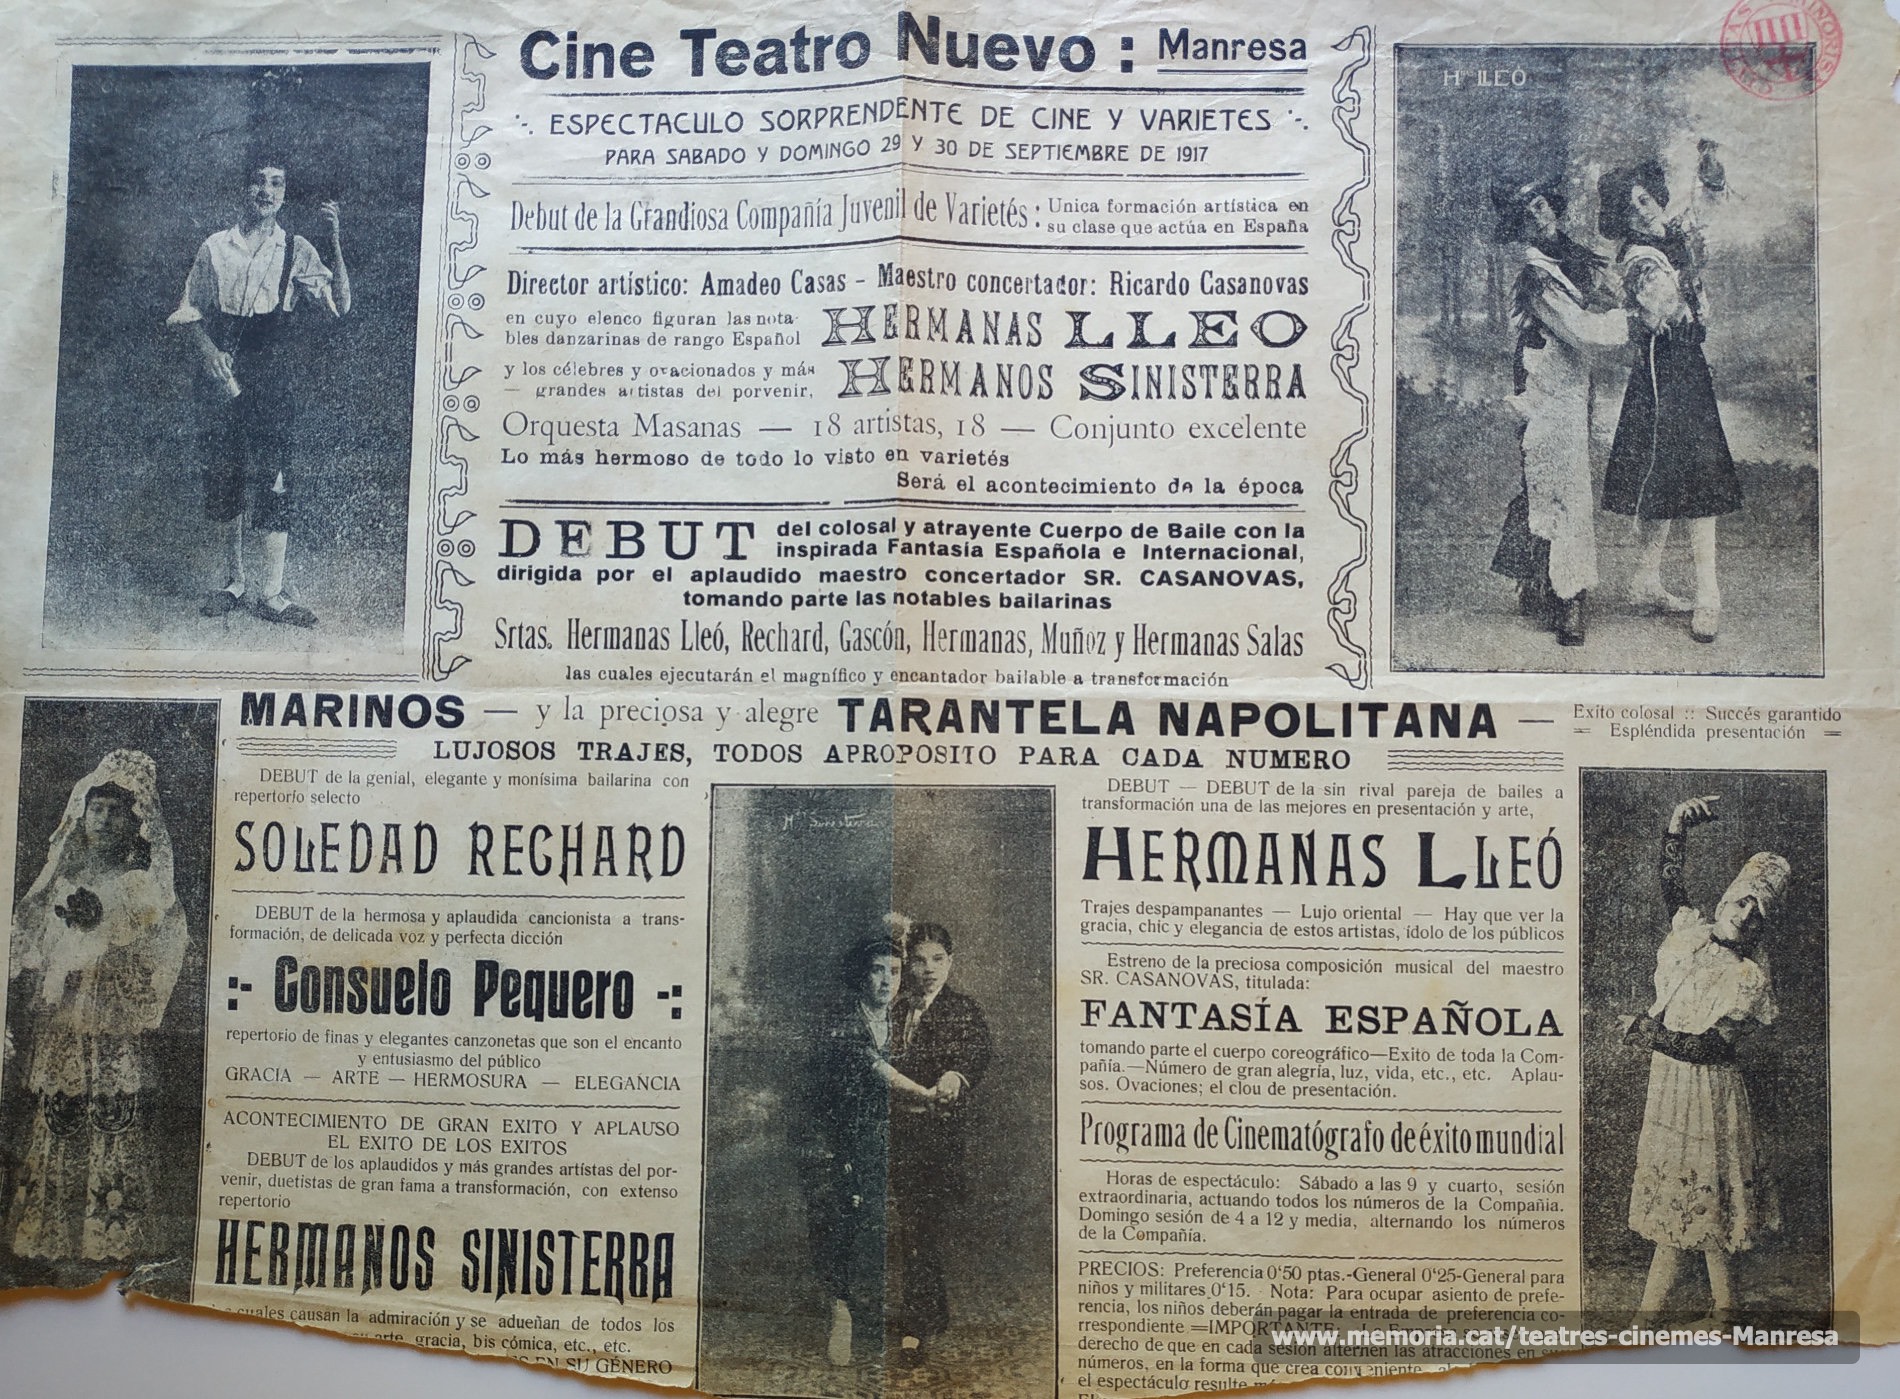 Cine Teatro Nuevo : Manresa
ESPECTACULO SORPRENDENTE DE CINE Y VARIETES
PARA SABADO Y DOMINGO 29 Y 30 DE SEPTIEMBRE DE 1917
Debut de la Grandiosa Compañía Juvenil de Varietés : Unica formación artística en
su clase que actúa en España
Director artístico: Amadeo Casas - Maestro concertador: Ricardo Casanovas
en cuyo elenco figuran las nota-
bles danzarinas de rango Español
HERMANAS LLEO
y los célebres y ovacionados y más
— grandes artistas del porvenir,
HERMANOS SINISTERRA
Orquesta Masanas — 18 artistas, 18 — Conjunto excelente
Lo más hermoso de todo lo visto en varietés
Será el acontecimiento de la época
DEBUT del colosal y atrayente Cuerpo de Baile con la
inspirada Fantasía Española e Internacional,
dirigida por el aplaudido maestro concertador SR. CASANOVAS,
tomando parte las notables bailarinas
Srtas. Hermanas Lleó, Rechard, Gascón, Hermanas, Muñoz y Hermanas Salas
las cuales ejecutarán el magnífico y encantador bailable a transformación
MARINOS — y la preciosa y alegre TARANTELA NAPOLITANA —
Exito colosal :: Succés garantido
= Espléndida presentación =
LUJOSOS TRAJES, TODOS APROPOSITO PARA CADA NUMERO
DEBUT de la genial, elegante y monísima bailarina con
repertorio selecto
SOLEDAD RECHARD
DEBUT de la hermosa y aplaudida cancionista a trans-
formación, de delicada voz y perfecta dicción
:- Consuelo Pequero -:
repertorio de finas y elegantes canzonetas que son el encanto
y entusiasmo del público
GRACIA — ARTE — HERMOSURA — ELEGANCIA
ACONTECIMIENTO DE GRAN EXITO Y APLAUSO
EL EXITO DE LOS EXITOS
DEBUT de los aplaudidos y más grandes artistas del por-
venir, duetistas de gran fama a transformación, con extenso
repertorio
HERMANOS SINISTERRA
cuales causan la admiración y se adueñan de todos los
arte, gracia, bis cómica, etc., etc.
EN SU GÉNERO
H. LLEÓ
Hs Sinisterra
DEBUT — DEBUT de la sin rival pareja de bailes a
transformación una de las mejores en presentación y arte,
HERMANAS LLEÓ
Trajes despampanantes — Lujo oriental — Hay que ver la
gracia, chic y elegancia de estos artistas, ídolo de los públicos
Estreno de la preciosa composición musical del maestro
SR. CASANOVAS, titulada:
FANTASÍA ESPAÑOLA
tomando parte el cuerpo coreográfico—Exito de toda la Com-
pañía.—Número de gran alegría, luz, vida, etc., etc. Aplau-
sos. Ovaciones; el clou de presentación.
Programa de Cinematógrafo de éxito mundial
Horas de espectáculo: Sábado a las 9 y cuarto, sesión
extraordinaria, actuando todos los números de la Compañía.
Domingo sesión de 4 a 12 y media, alternando los números
de la Compañía.
PRECIOS: Preferencia 0‘50 ptas.-General 0‘25-General para
niños y militares 0‘15. - Nota: Para ocupar asiento de prefe-
rencia, los niños deberán pagar la entrada de preferencia co-
rrespondiente =IMPORTANTE:
derecho de que en cada sesión alternen las atracciones en su
números, en la forma que crea conveniente
el espectáculo resulte
www.memoria.cat/teatres-cinemes-Manresa